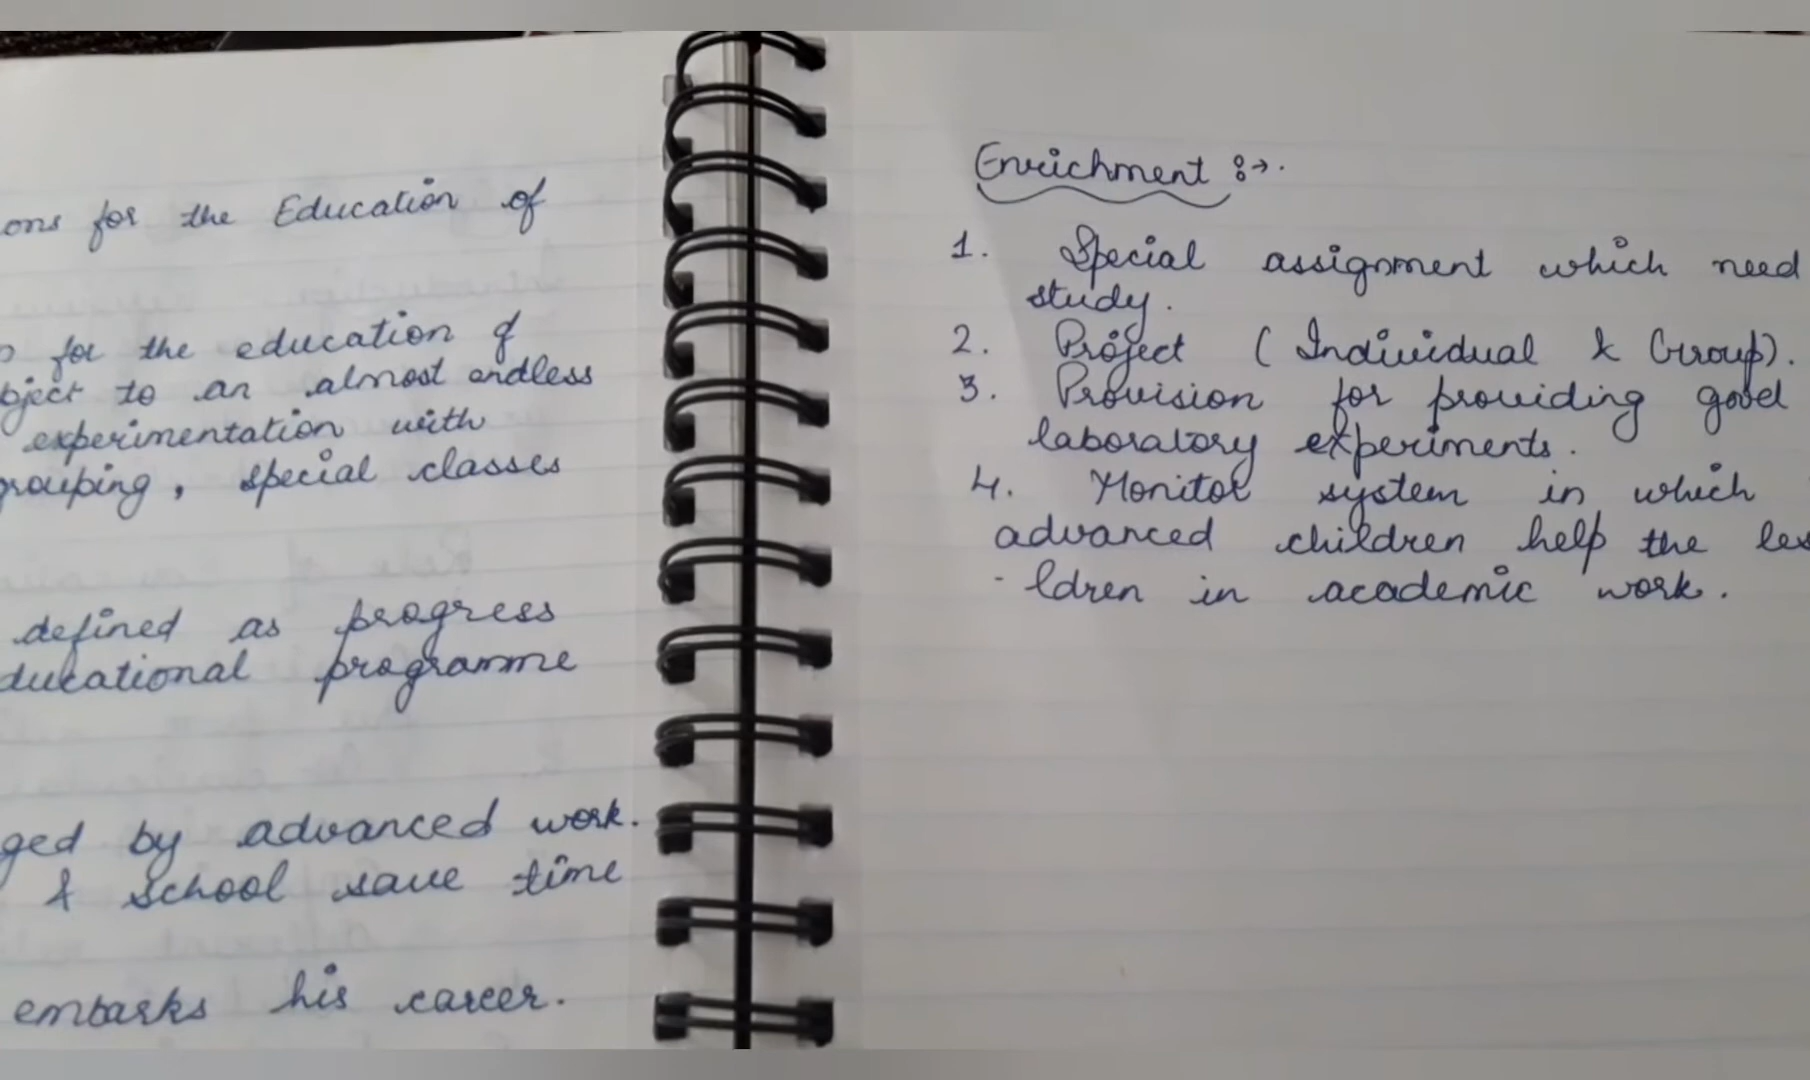 ons for the Education of
for the education of
bject to an almost endless
experimentation with
grouping, special classes
defined as progress
ducational programme
ged by advanced work.
& school save time
embarks his career.
Enrichment :→.
1. Special assignment which need
study.
2. Project (Individual & Group).
3. Provision for providing good
laboratory experiments.
4. Monitor system in which
advanced children help the les
-ldren in academic work.